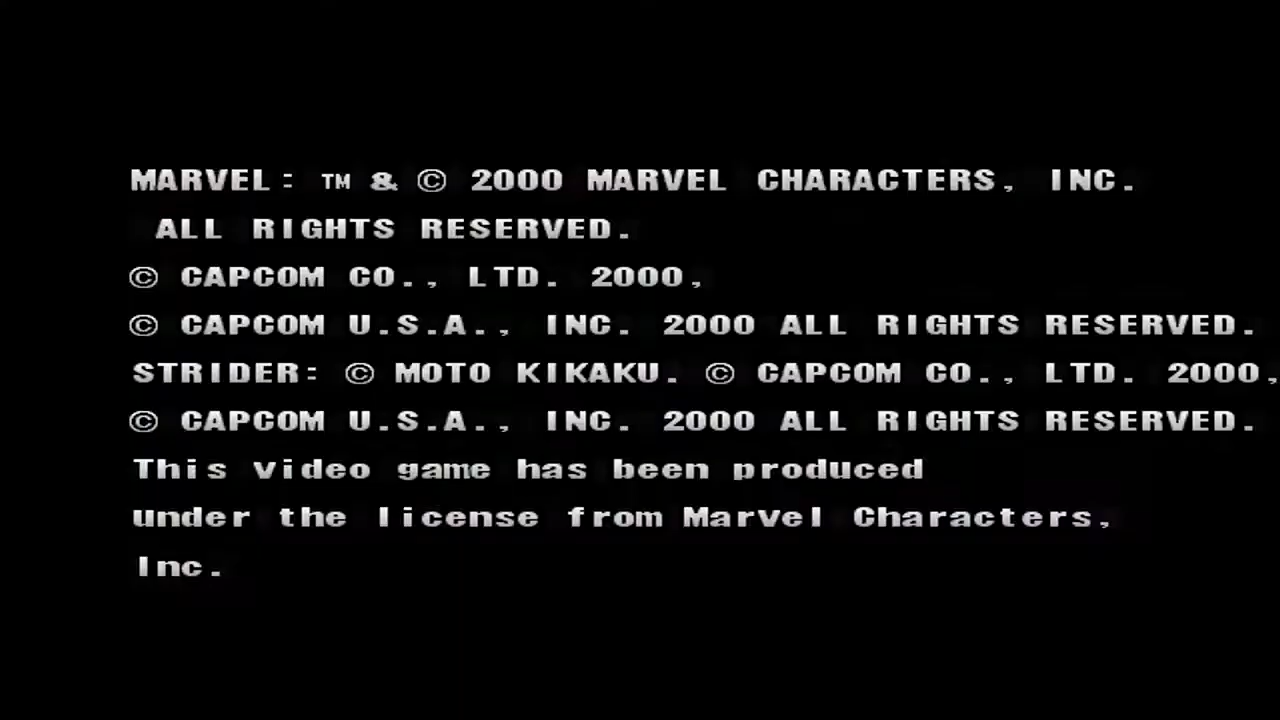 MARVEL: ™ & © 2000 MARVEL CHARACTERS, INC.
ALL RIGHTS RESERVED.
© CAPCOM CO., LTD. 2000,
© CAPCOM U.S.A., INC. 2000 ALL RIGHTS RESERVED.
STRIDER: © MOTO KIKAKU. © CAPCOM CO., LTD. 2000,
© CAPCOM U.S.A., INC. 2000 ALL RIGHTS RESERVED.
This video game has been produced
under the license from Marvel Characters,
Inc.